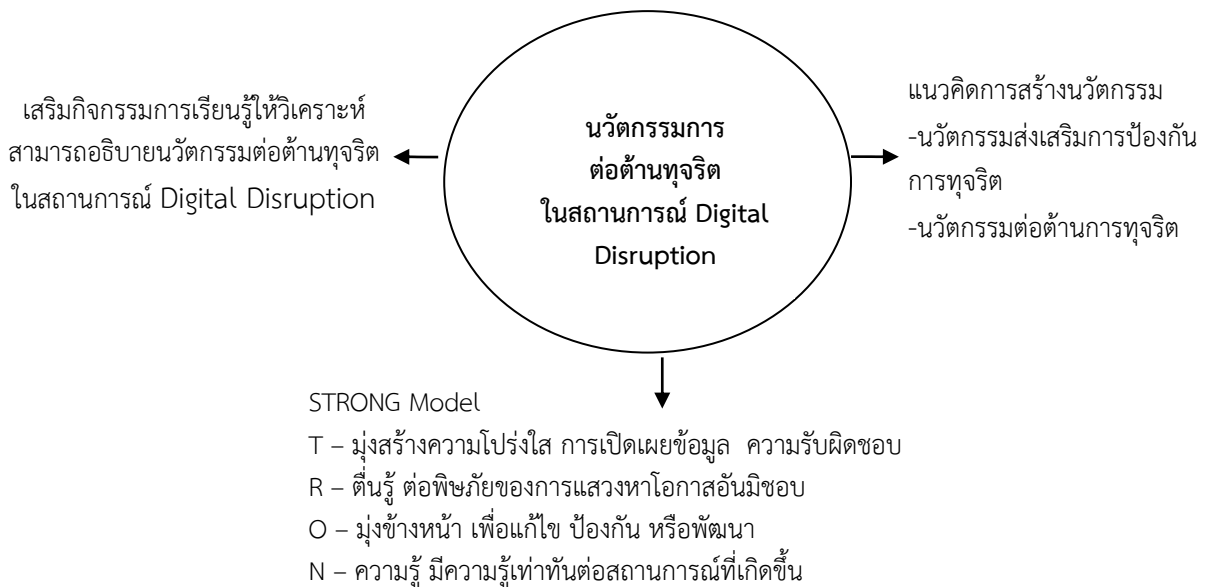 เสริมกิจกรรมการเรียนรู้ให้วิเคราะห์
สามารถอธิบายนวัตกรรมต่อต้านทุจริต
ในสถานการณ์ Digital Disruption
นวัตกรรมการ
ต่อต้านทุจริต
ในสถานการณ์ Digital
Disruption
แนวคิดการสร้างนวัตกรรม
-นวัตกรรมส่งเสริมการป้องกัน
การทุจริต
-นวัตกรรมต่อต้านการทุจริต
STRONG Model
T – มุ่งสร้างความโปร่งใส การเปิดเผยข้อมูล ความรับผิดชอบ
R – ตื่นรู้ ต่อพิษภัยของการแสวงหาโอกาสอันมิชอบ
O – มุ่งข้างหน้า เพื่อแก้ไข ป้องกัน หรือพัฒนา
N – ความรู้ มีความรู้เท่าทันต่อสถานการณ์ที่เกิดขึ้น